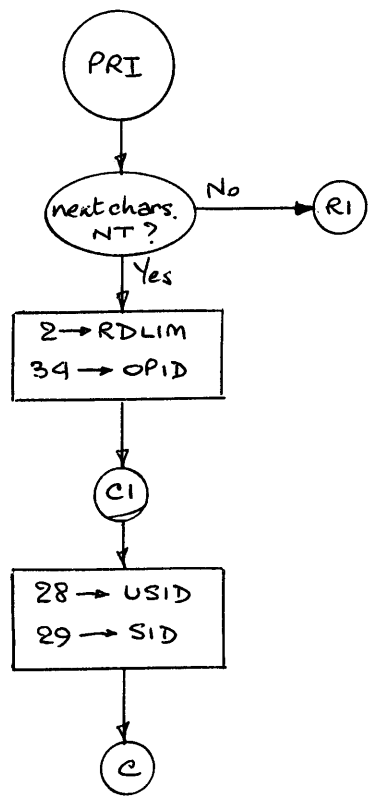 PRI
next chars.
NT ?
No
R1
Yes
2 → RDLIM
34 → OPID
C1
28 → USID
29 → SID
C